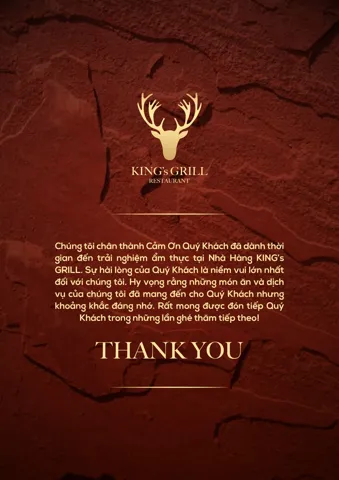 KING's GRILL
RESTAURANT
Chúng tôi chân thành Cảm Ơn Quý Khách đã dành thời
gian đến trải nghiệm ẩm thực tại Nhà Hàng KING's
GRILL. Sự hài lòng của Quý Khách là niềm vui lớn nhất
đối với chúng tôi. Hy vọng rằng những món ăn và dịch
vụ của chúng tôi đã mang đến cho Quý Khách nhưng
khoảng khắc đáng nhớ. Rất mong được đón tiếp Quý
Khách trong những lần ghé thăm tiếp theo!
THANK YOU